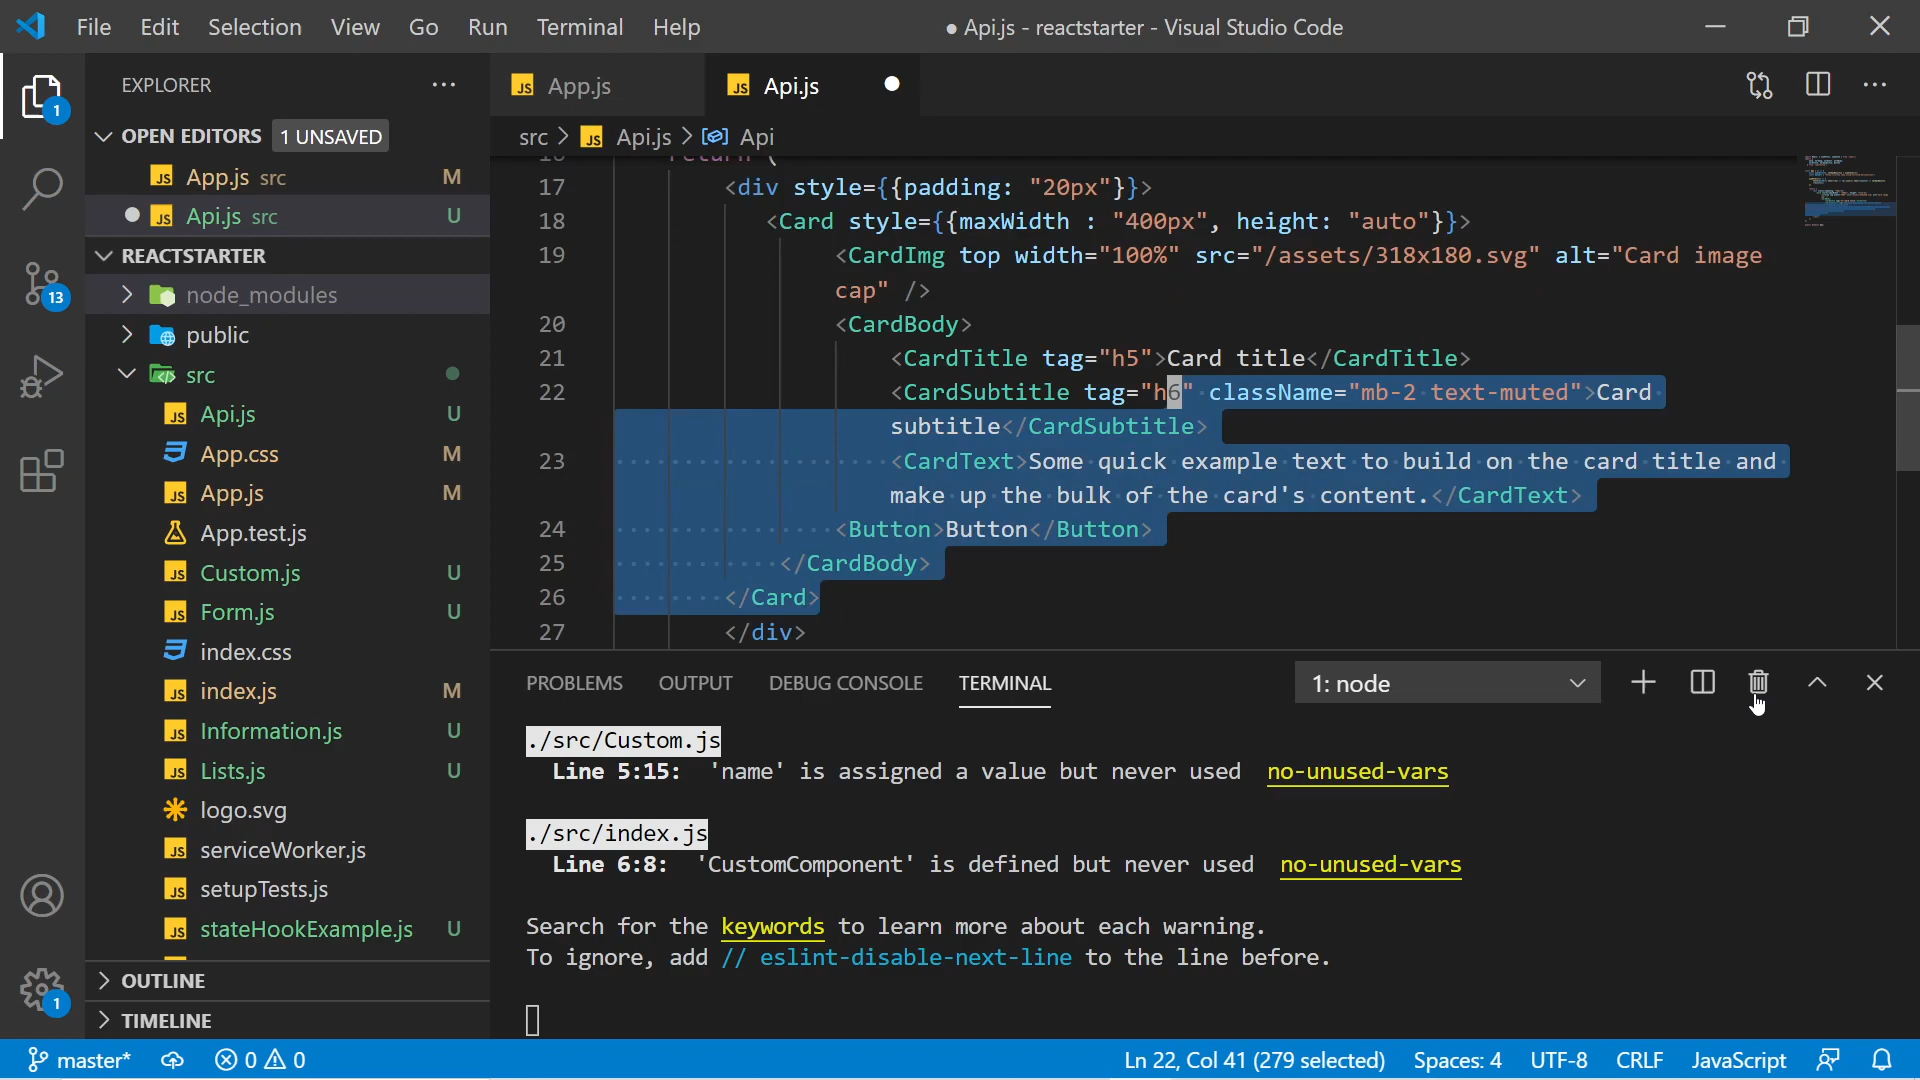 File Edit Selection View Go Run Terminal Help
● Api.js - reactstarter - Visual Studio Code
EXPLORER
OPEN EDITORS 1 UNSAVED
App.js src M
Api.js src U
REACTSTARTER
node_modules
public
src
Api.js U
App.css M
App.js M
App.test.js
Custom.js U
Form.js U
index.css
index.js M
Information.js U
Lists.js U
logo.svg
serviceWorker.js
setupTests.js
stateHookExample.js U
OUTLINE
TIMELINE
1
13
1
JS App.js
JS Api.js
src > JS Api.js > Api
return (
17 <div style={{padding: "20px"}}>
18 <Card style={{maxWidth : "400px", height: "auto"}}>
19 <CardImg top width="100%" src="/assets/318x180.svg" alt="Card image
cap" />
20 <CardBody>
21 <CardTitle tag="h5">Card title</CardTitle>
22 <CardSubtitle tag="h6" className="mb-2 text-muted">Card
subtitle</CardSubtitle>
23 <CardText>Some quick example text to build on the card title and
make up the bulk of the card's content.</CardText>
24 <Button>Button</Button>
25 </CardBody>
26 </Card>
27 </div>
PROBLEMS OUTPUT DEBUG CONSOLE TERMINAL 1: node
./src/Custom.js
Line 5:15: 'name' is assigned a value but never used no-unused-vars
./src/index.js
Line 6:8: 'CustomComponent' is defined but never used no-unused-vars
Search for the keywords to learn more about each warning.
To ignore, add // eslint-disable-next-line to the line before.
master* 0 0 Ln 22, Col 41 (279 selected) Spaces: 4 UTF-8 CRLF JavaScript